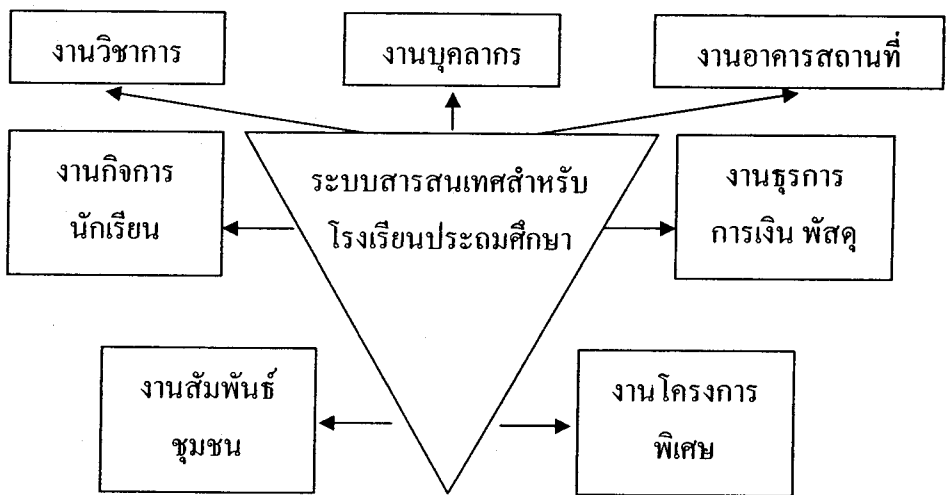 งานวิชาการ
งานบุคลากร
งานอาคารสถานที่
งานกิจการ
นักเรียน
ระบบสารสนเทศสำหรับ
โรงเรียนประถมศึกษา
งานธุรการ
การเงิน พัสดุ
งานสัมพันธ์
ชุมชน
งานโครงการ
พิเศษ